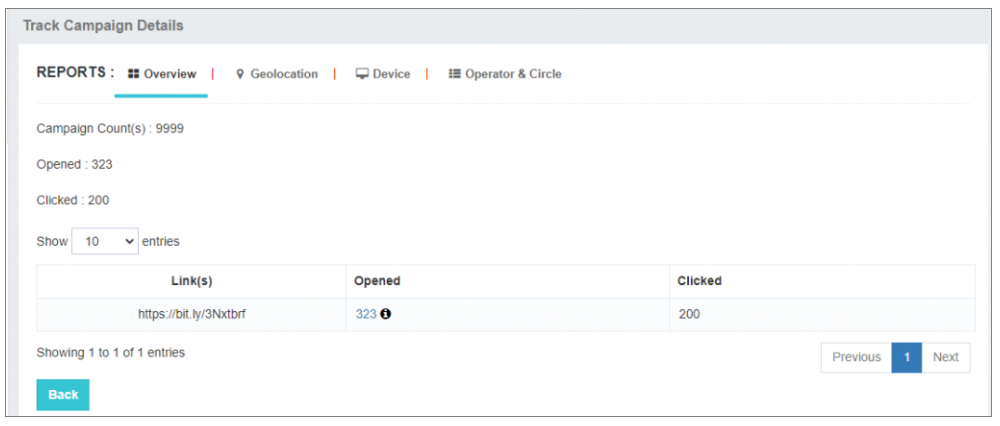 Track Campaign Details
REPORTS : Overview | Geolocation | Device | Operator & Circle
Campaign Count(s) : 9999
Opened : 323
Clicked : 200
Show 10 entries
Link(s) Opened Clicked
https://bit.ly/3Nxtbrf 323 200
Showing 1 to 1 of 1 entries Previous 1 Next
Back